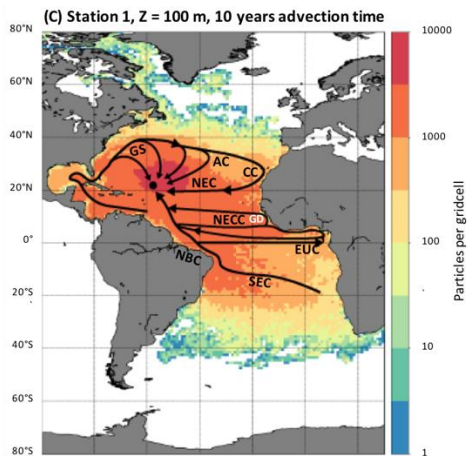 (C) Station 1, Z = 100 m, 10 years advection time
80°N
60°N
40°N
20°N
0°
20°S
40°S
60°S
80°S
GS
AC
CC
NEC
NECC
GD
EUC
NBC
SEC
10000
1000
100
10
1
Particles per gridcell